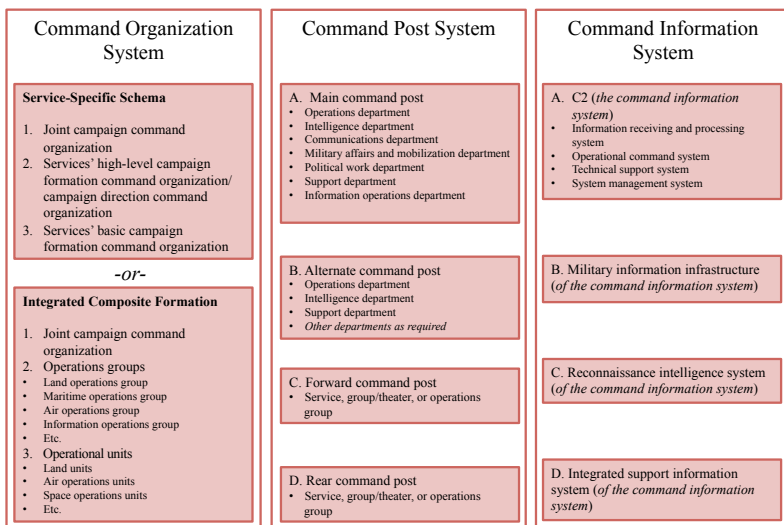 Command Organization
System
Service-Specific Schema
1. Joint campaign command
organization
2. Services' high-level campaign
formation command organization/
campaign direction command
organization
3. Services' basic campaign
formation command organization
-or-
Integrated Composite Formation
1. Joint campaign command
organization
2. Operations groups
• Land operations group
• Maritime operations group
• Air operations group
• Information operations group
• Etc.
3. Operational units
• Land units
• Air operations units
• Space operations units
• Etc.
Command Post System
A. Main command post
• Operations department
• Intelligence department
• Communications department
• Military affairs and mobilization department
• Political work department
• Support department
• Information operations department
B. Alternate command post
• Operations department
• Intelligence department
• Support department
• Other departments as required
C. Forward command post
• Service, group/theater, or operations
group
D. Rear command post
• Service, group/theater, or operations
group
Command Information
System
A. C2 (the command information
system)
• Information receiving and processing
system
• Operational command system
• Technical support system
• System management system
B. Military information infrastructure
(of the command information system)
C. Reconnaissance intelligence system
(of the command information system)
D. Integrated support information
system (of the command information
system)